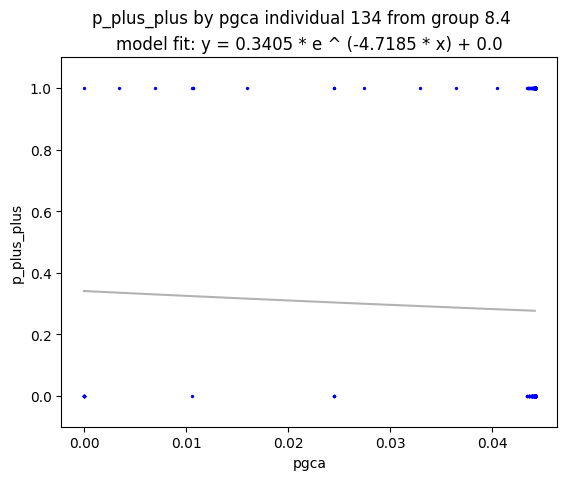 p_plus_plus by pgca individual 134 from group 8.4
model fit: y = 0.3405 * e ^ (-4.7185 * x) + 0.0
1.0
0.8
0.6
p_plus_plus
0.4
0.2
0.0
0.00 0.01 0.02 0.03 0.04
pgca